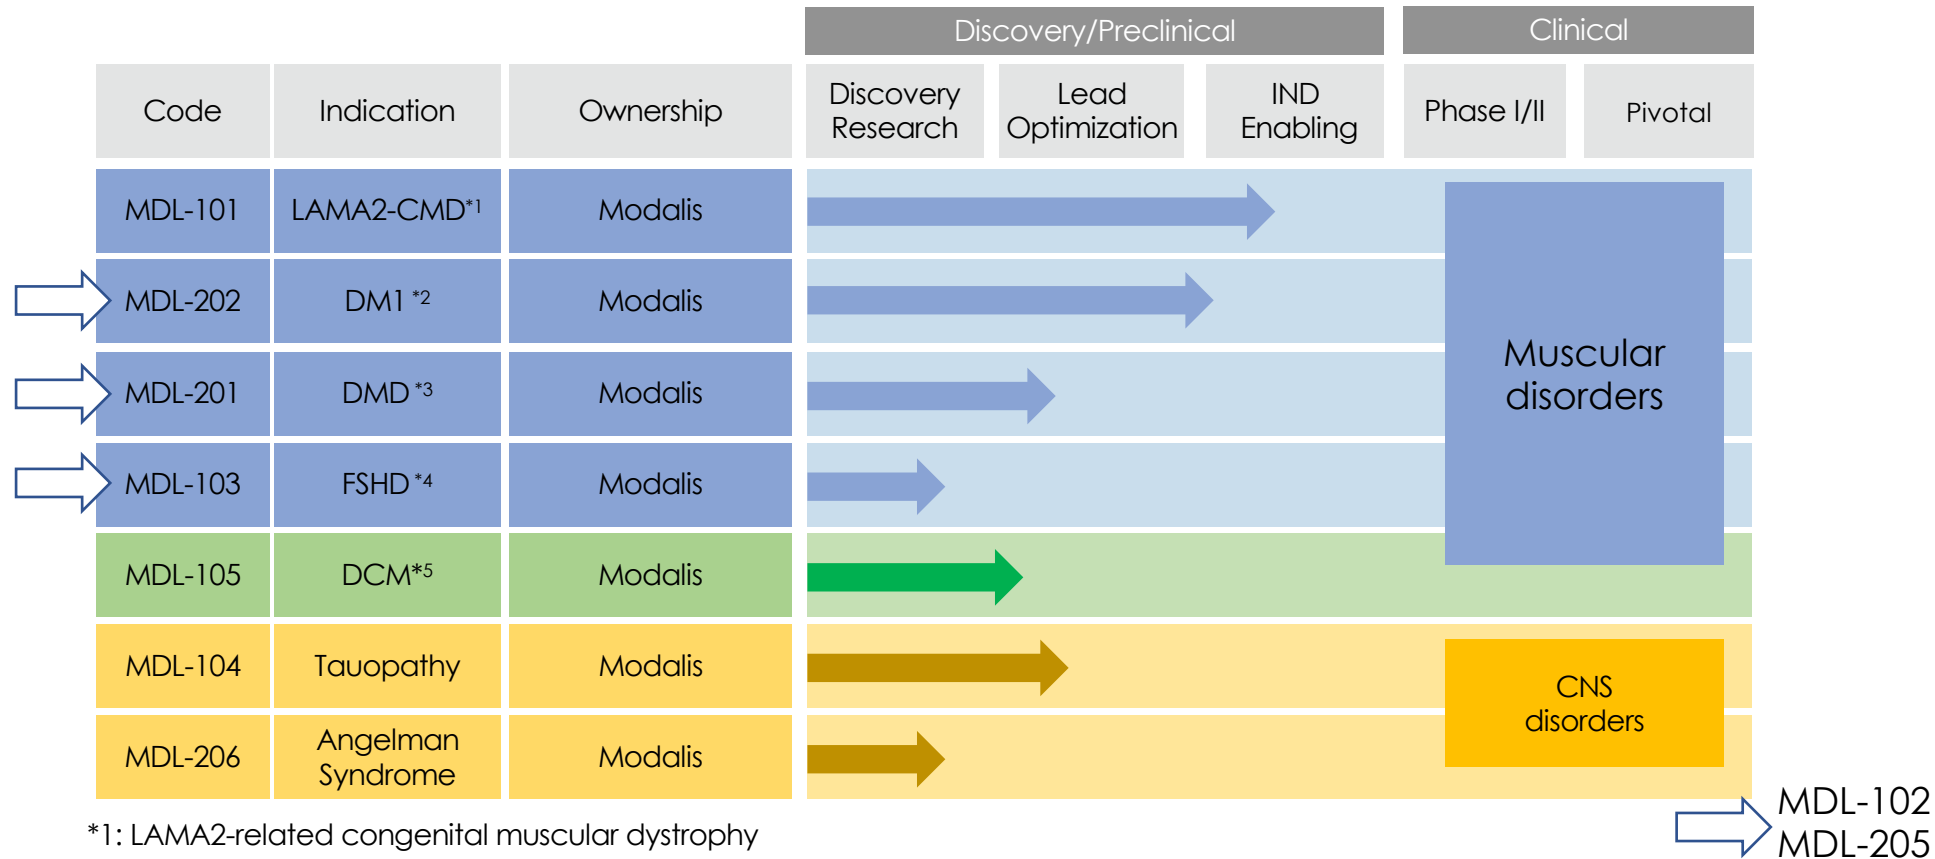 Discovery/Preclinical
Clinical
Code
Indication
Ownership
Discovery
Research
Lead
Optimization
IND
Enabling
Phase I/II
Pivotal
MDL-101
LAMA2-CMD*1
Modalis
MDL-202
DM1 *2
Modalis
MDL-201
DMD *3
Modalis
MDL-103
FSHD *4
Modalis
Muscular
disorders
MDL-105
DCM*5
Modalis
MDL-104
Tauopathy
Modalis
CNS
disorders
MDL-206
Angelman
Syndrome
Modalis
MDL-102
MDL-205
*1: LAMA2-related congenital muscular dystrophy